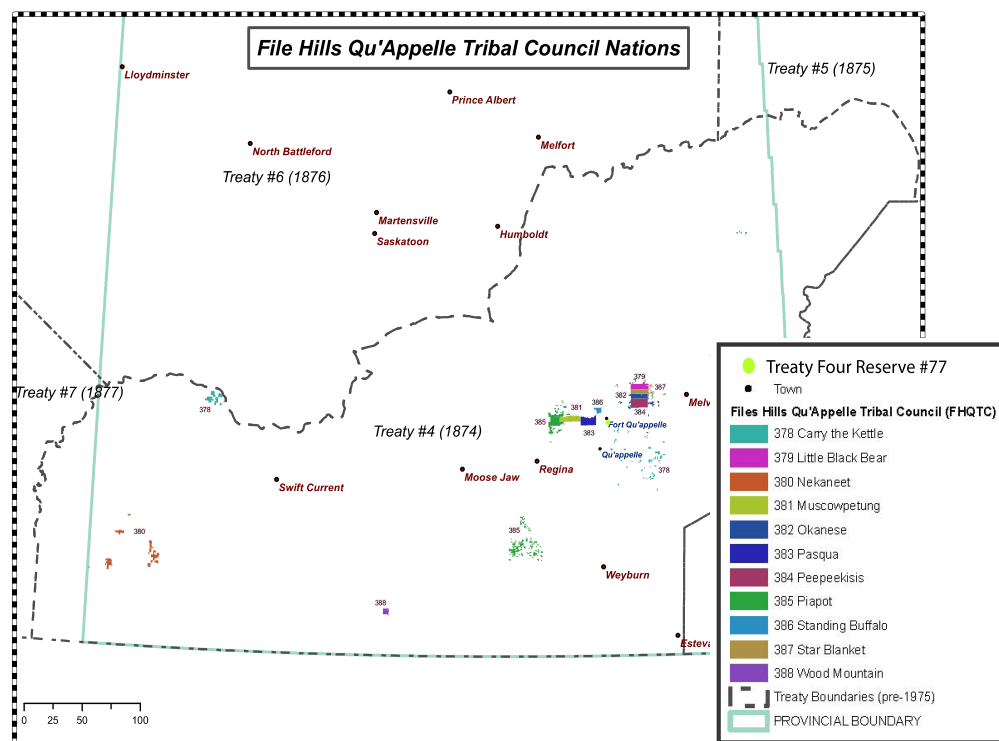 File Hills Qu'Appelle Tribal Council Nations
Treaty #5 (1875)
Lloydminster
Prince Albert
Melfort
North Battleford
Treaty #6 (1876)
Martensville
Humboldt
Saskatoon
Treaty #7 (1877)
378
379
387
382
386
381
384
385
383
Melv
Fort Qu'appelle
Treaty #4 (1874)
Qu'appelle
Regina
378
Moose Jaw
Swift Current
380
385
Weyburn
388
Esteva
0 25 50 100
Treaty Four Reserve #77
Town
Files Hills Qu'Appelle Tribal Council (FHQTC)
378 Carry the Kettle
379 Little Black Bear
380 Nekaneet
381 Muscowpetung
382 Okanese
383 Pasqua
384 Peepeekisis
385 Piapot
386 Standing Buffalo
387 Star Blanket
388 Wood Mountain
Treaty Boundaries (pre-1975)
PROVINCIAL BOUNDARY